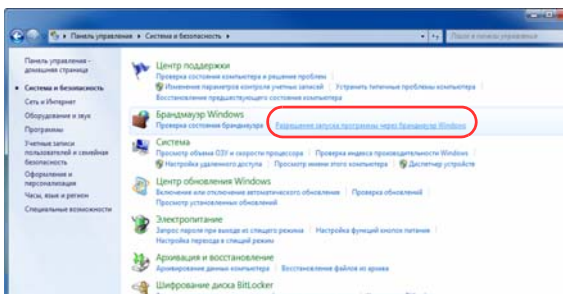 Панель управления ▸ Система и безопасность ▸
Поиск в панели управления
Панель управления -
домашняя страница
Система и безопасность
Сеть и Интернет
Оборудование и звук
Программы
Учетные записи
пользователей и семейная
безопасность
Оформление и
персонализация
Часы, язык и регион
Специальные возможности
Центр поддержки
Проверка состояния компьютера и решение проблем
Изменение параметров контроля учетных записей Устранить типичные проблемы компьютера
Восстановление предшествующего состояния компьютера
Брандмауэр Windows
Проверка состояния брандмауэра Разрешение запуска программы через брандмауэр Windows
Система
Просмотр объема ОЗУ и скорости процессора Проверка индекса производительности Windows
Настройка удаленного доступа Просмотр имени этого компьютера Диспетчер устройств
Центр обновления Windows
Включение или отключение автоматического обновления Проверка обновлений
Просмотр установленных обновлений
Электропитание
Запрос пароля при выходе из спящего режима Настройка функций кнопок питания
Настройка перехода в спящий режим
Архивация и восстановление
Архивирование данных компьютера Восстановление файлов из архива
Шифрование диска BitLocker